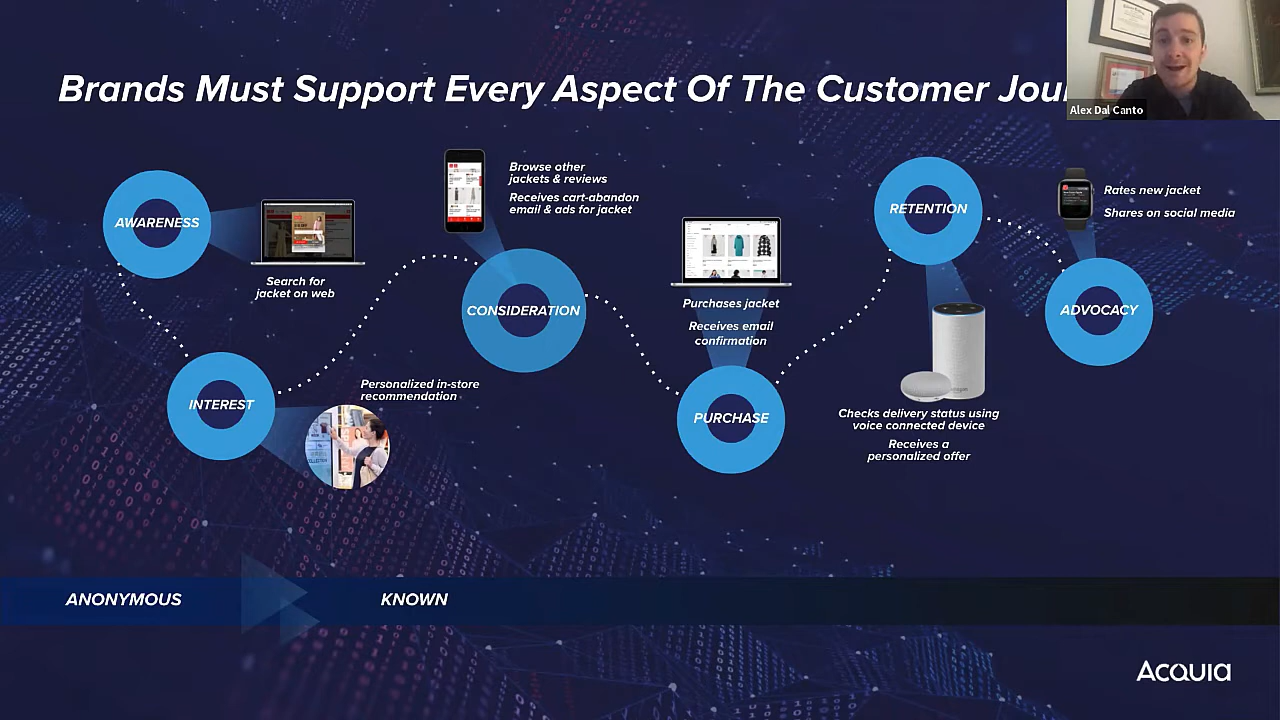 Brands Must Support Every Aspect Of The Customer Jou
Alex Dal Canto
AWARENESS
Search for
jacket on web
INTEREST
Personalized in-store
recommendation
Browse other
jackets & reviews
Receives cart-abandon
email & ads for jacket
CONSIDERATION
Purchases jacket
Receives email
confirmation
PURCHASE
RETENTION
Checks delivery status using
voice connected device
Receives a
personalized offer
Rates new jacket
Shares on social media
ADVOCACY
ANONYMOUS
KNOWN
ACQUIA